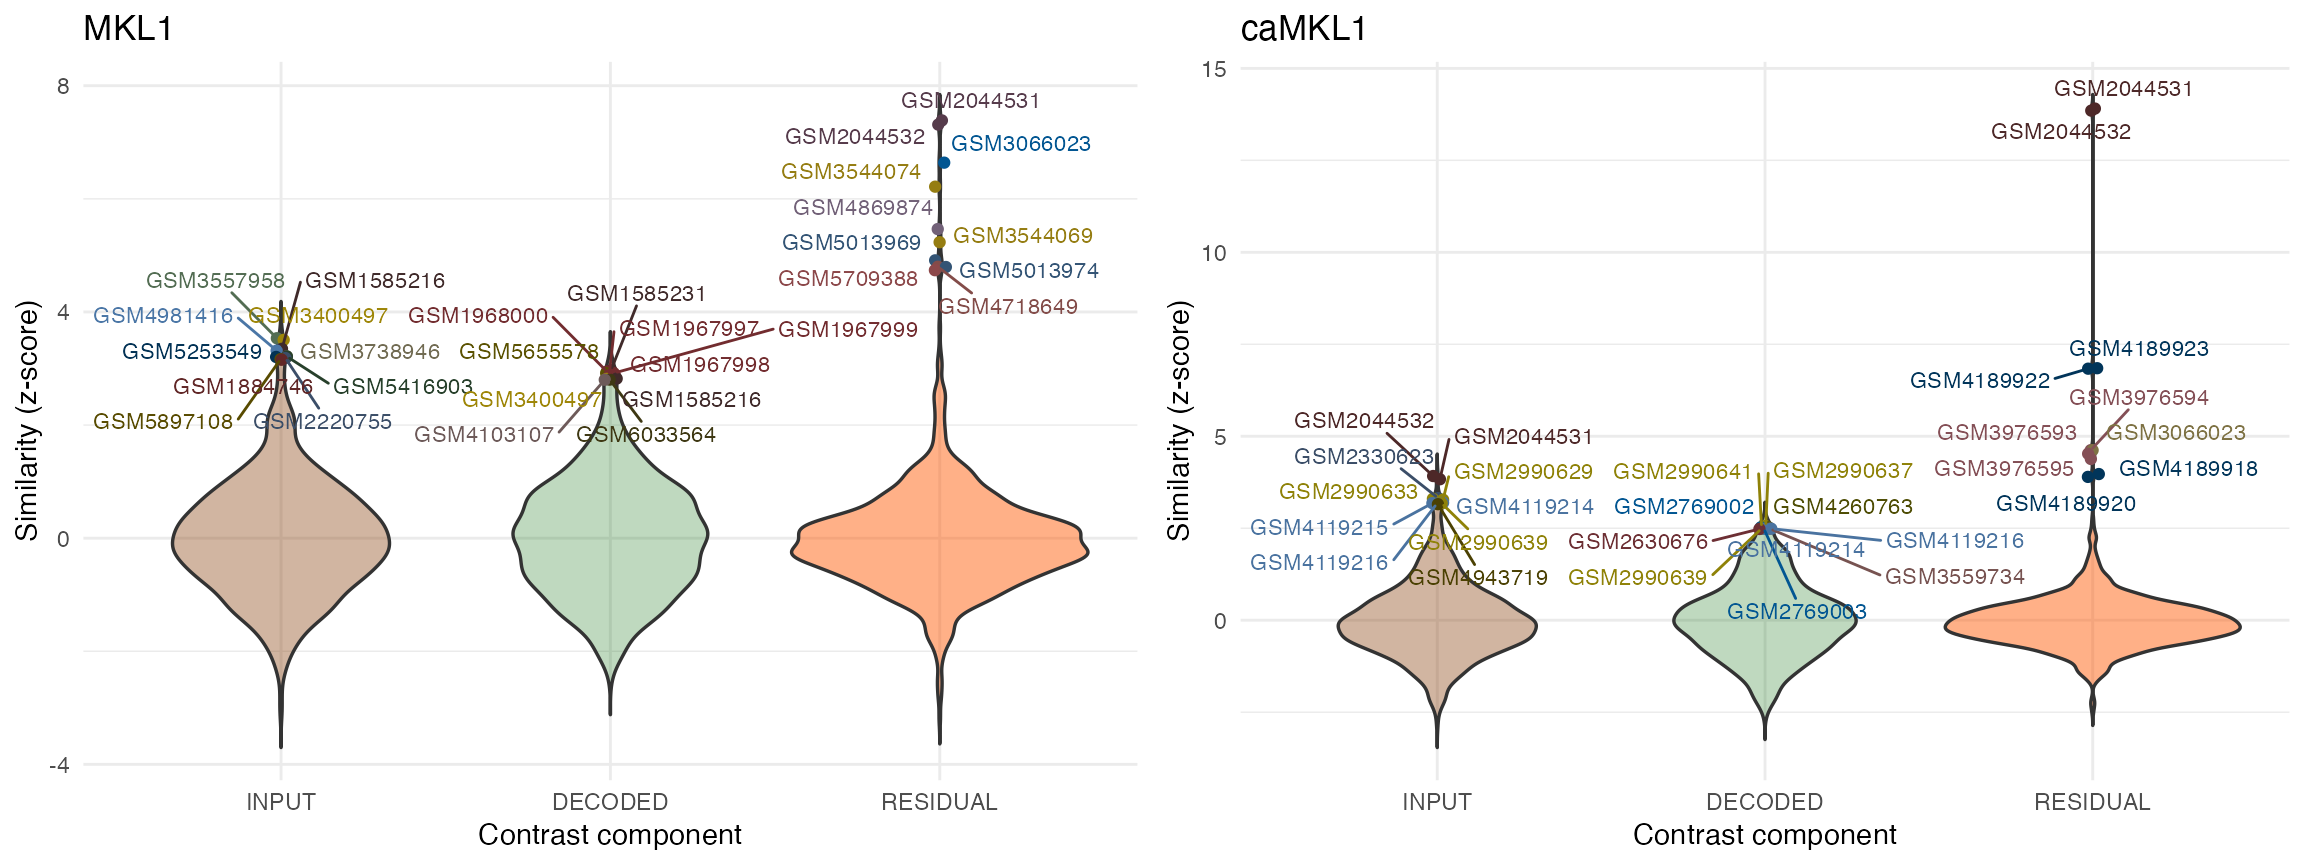 MKL1
Similarity (z-score)
8
4
0
-4
GSM3557958
GSM1585216
GSM4981416
GSM3400497
GSM5253549
GSM3738946
GSM1884746
GSM5416903
GSM5897108
GSM2220755
GSM1585231
GSM1968000
GSM1967997
GSM1967999
GSM5655578
GSM1967998
GSM3400497
GSM1585216
GSM4103107
GSM6033564
GSM2044531
GSM2044532
GSM3066023
GSM3544074
GSM4869874
GSM3544069
GSM5013969
GSM5013974
GSM5709388
GSM4718649
INPUT
DECODED
RESIDUAL
Contrast component
caMKL1
Similarity (z-score)
15
10
5
0
GSM2044532
GSM2044531
GSM2330623
GSM2990629
GSM2990633
GSM4119214
GSM4119215
GSM2990639
GSM4119216
GSM4943719
GSM2990641
GSM2990637
GSM2769002
GSM4260763
GSM2630676
GSM4119214
GSM4119216
GSM2990639
GSM3559734
GSM2769003
GSM2044531
GSM2044532
GSM4189923
GSM4189922
GSM3976594
GSM3976593
GSM3066023
GSM3976595
GSM4189918
GSM4189920
INPUT
DECODED
RESIDUAL
Contrast component